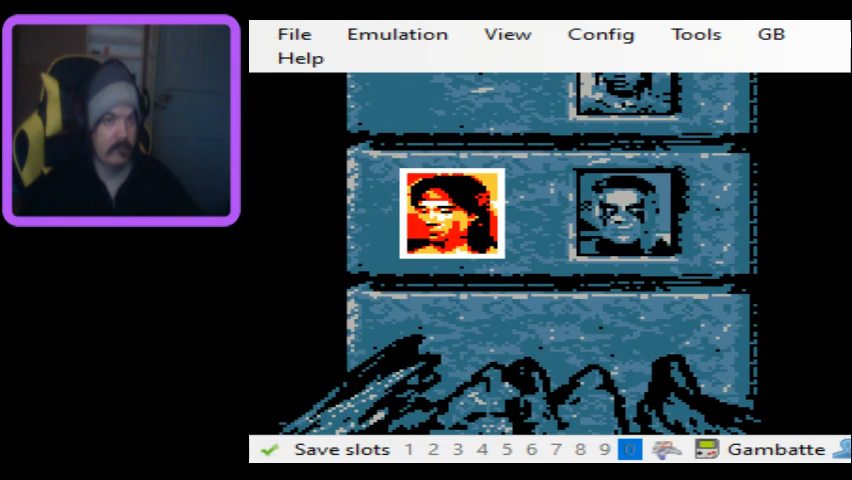 File Emulation View Config Tools GB
Help
Save slots 1 2 3 4 5 6 7 8 9 0 Gambatte